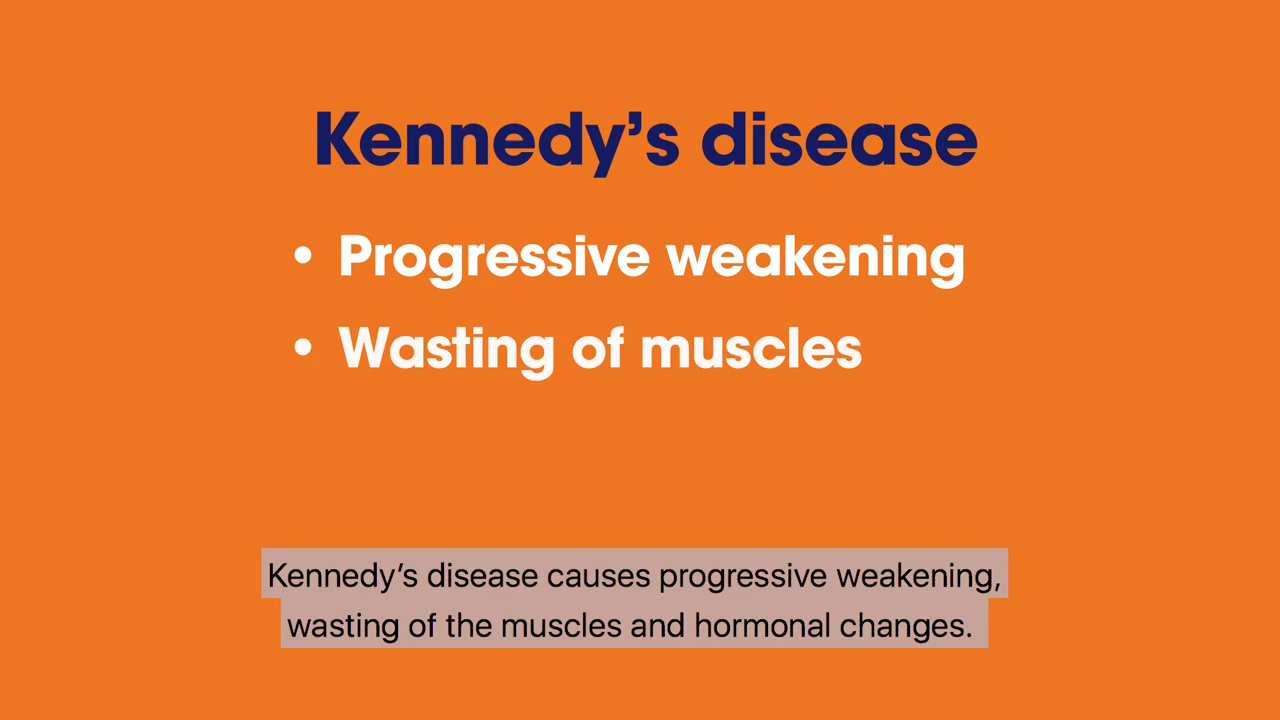 Kennedy’s disease
• Progressive weakening
• Wasting of muscles
Kennedy’s disease causes progressive weakening,
wasting of the muscles and hormonal changes.